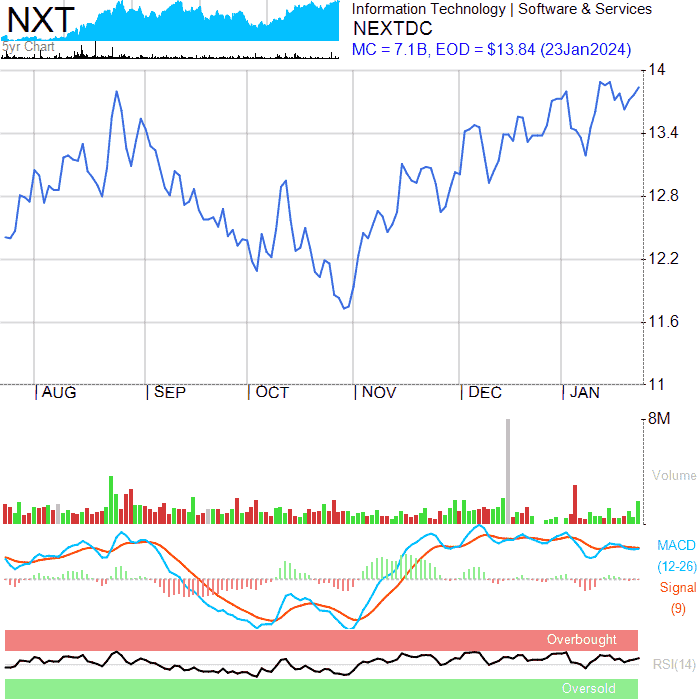 NXT
5yr Chart
Information Technology | Software & Services
NEXTDC
MC = 7.1B, EOD = $13.84 (23Jan2024)
14
13.4
12.8
12.2
11.6
11
AUG SEP OCT NOV DEC JAN
8M
Volume
MACD
(12-26)
Signal
(9)
Overbought
RSI(14)
Oversold